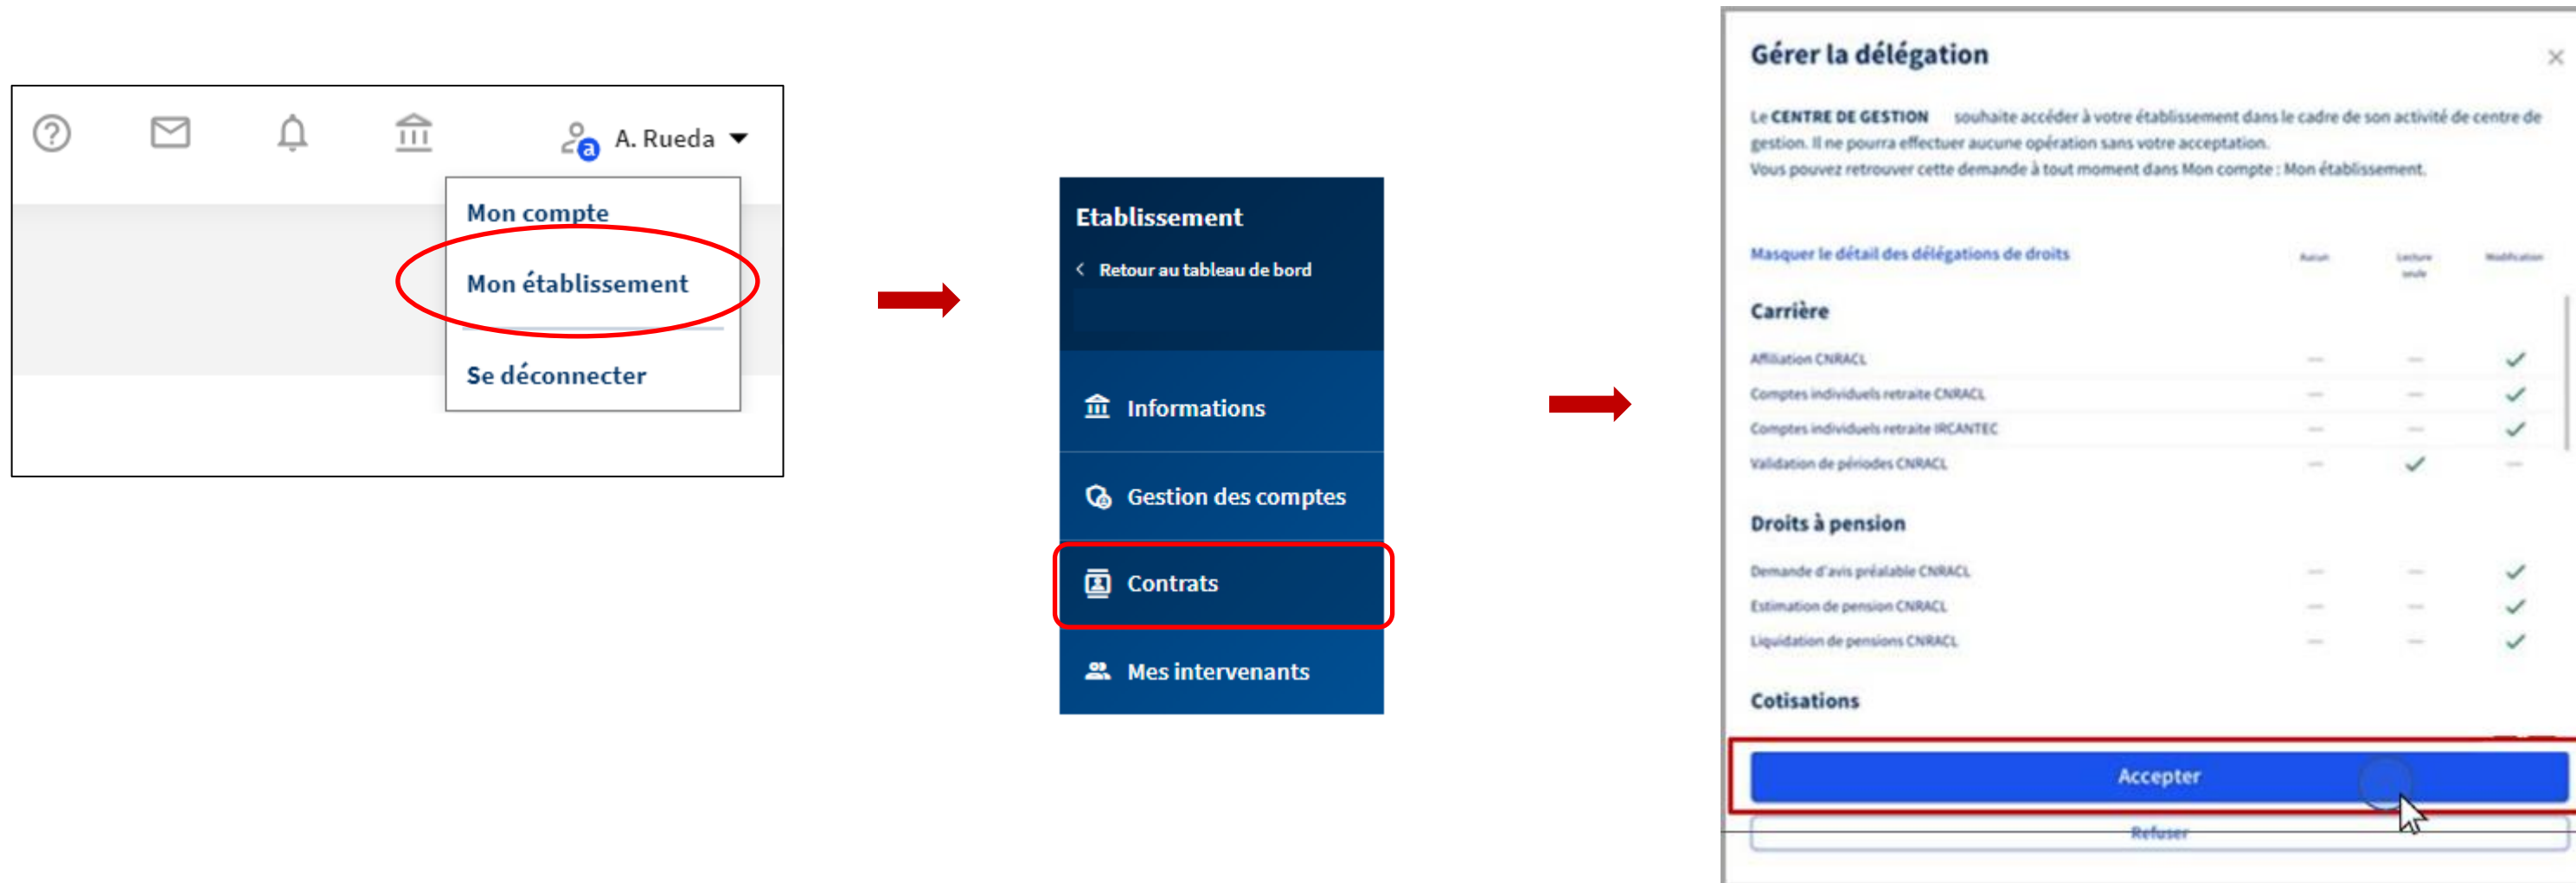 A. Rueda
Mon compte
Mon établissement
Se déconnecter
Etablissement
Retour au tableau de bord
Informations
Gestion des comptes
Contrats
Mes intervenants
Gérer la délégation
Le CENTRE DE GESTION souhaite accéder à votre établissement dans le cadre de son activité de centre de
gestion. Il ne pourra effectuer aucune opération sans votre acceptation.
Vous pouvez retrouver cette demande à tout moment dans Mon compte : Mon établissement.
Masquer le détail des délégations de droits
Aucun
Lecture
seule
Modification
Carrière
Affiliation CNRACL
Comptes individuels retraite CNRACL
Comptes individuels retraite IRCANTEC
Validation de périodes CNRACL
Droits à pension
Demande d'avis préalable CNRACL
Estimation de pension CNRACL
Liquidation de pensions CNRACL
Cotisations
Accepter
Refuser